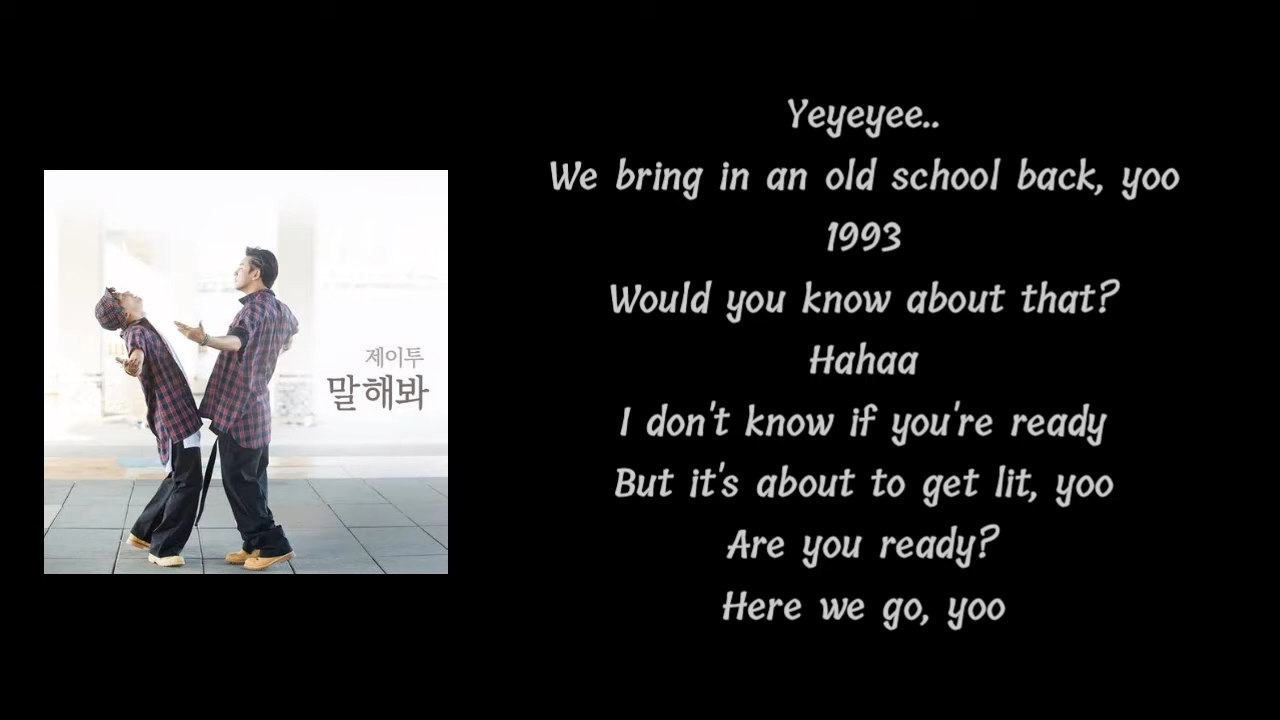 제이투
말해봐
Yeyeyee..
We bring in an old school back, yoo
1993
Would you know about that?
Hahaa
I don't know if you're ready
But it's about to get lit, yoo
Are you ready?
Here we go, yoo